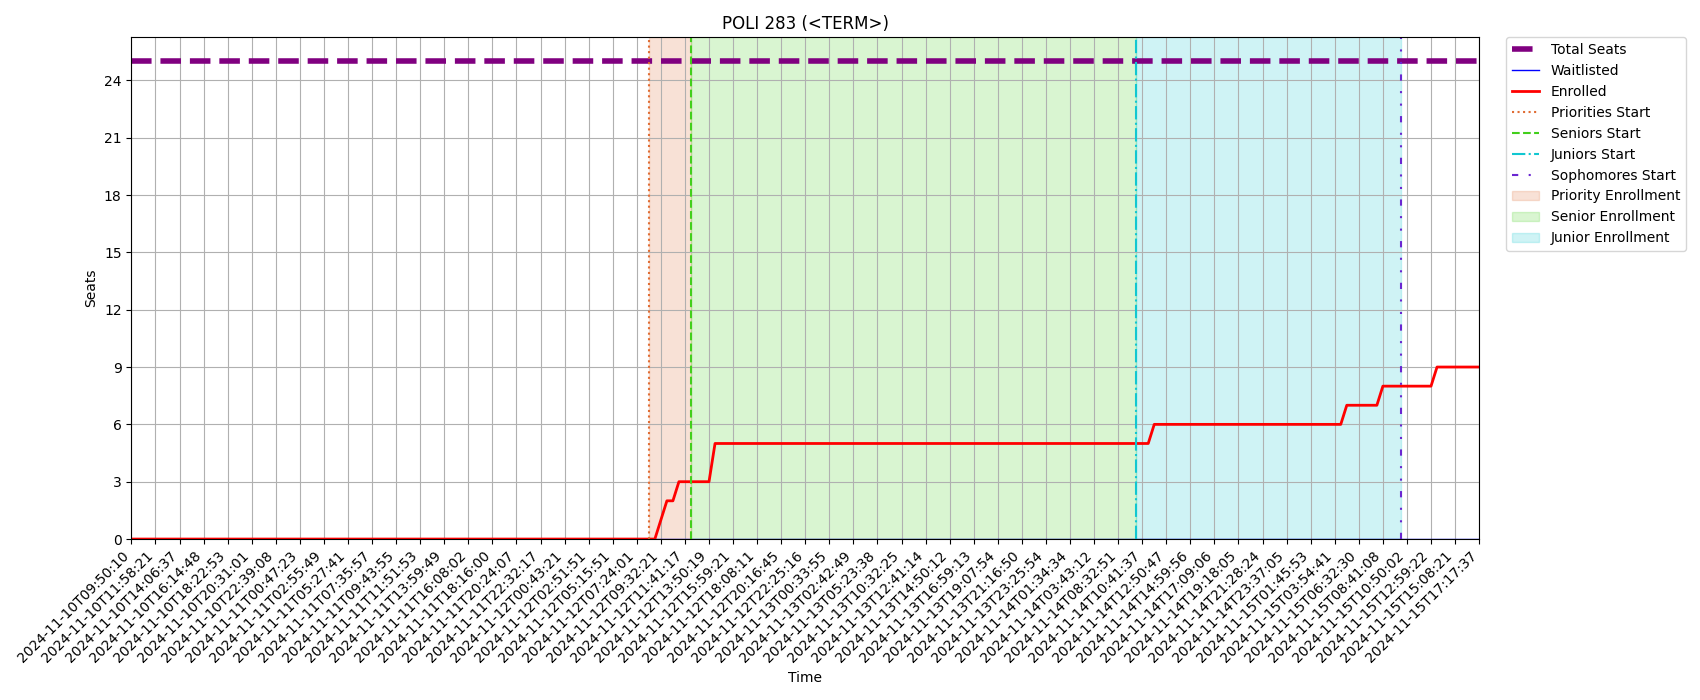 POLI 283 (<TERM>)
Total Seats
Waitlisted
Enrolled
Priorities Start
Seniors Start
Juniors Start
Sophomores Start
Priority Enrollment
Senior Enrollment
Junior Enrollment
Seats
24
21
18
15
12
9
6
3
0
2024-11-10T09:50:10
2024-11-10T11:58:21
2024-11-10T14:06:37
2024-11-10T16:14:48
2024-11-10T18:22:53
2024-11-10T20:31:01
2024-11-10T22:39:08
2024-11-11T00:47:23
2024-11-11T02:55:49
2024-11-11T05:27:41
2024-11-11T07:35:57
2024-11-11T09:43:55
2024-11-11T11:51:53
2024-11-11T13:59:49
2024-11-11T16:08:02
2024-11-11T18:16:00
2024-11-11T20:24:07
2024-11-11T22:32:17
2024-11-12T00:43:21
2024-11-12T02:51:51
2024-11-12T05:15:51
2024-11-12T07:24:01
2024-11-12T09:32:21
2024-11-12T11:41:17
2024-11-12T13:50:19
2024-11-12T15:59:21
2024-11-12T18:08:11
2024-11-12T20:16:45
2024-11-12T22:25:16
2024-11-13T00:33:55
2024-11-13T02:42:49
2024-11-13T05:23:38
2024-11-13T10:32:25
2024-11-13T12:41:14
2024-11-13T14:50:12
2024-11-13T16:59:13
2024-11-13T19:07:54
2024-11-13T21:16:50
2024-11-13T23:25:54
2024-11-14T01:34:34
2024-11-14T03:43:12
2024-11-14T08:32:51
2024-11-14T10:41:37
2024-11-14T12:50:47
2024-11-14T14:59:56
2024-11-14T17:09:06
2024-11-14T19:18:05
2024-11-14T21:28:24
2024-11-14T23:37:05
2024-11-15T01:45:53
2024-11-15T03:54:41
2024-11-15T06:32:30
2024-11-15T08:41:08
2024-11-15T10:50:02
2024-11-15T12:59:22
2024-11-15T15:08:21
2024-11-15T17:17:37
Time